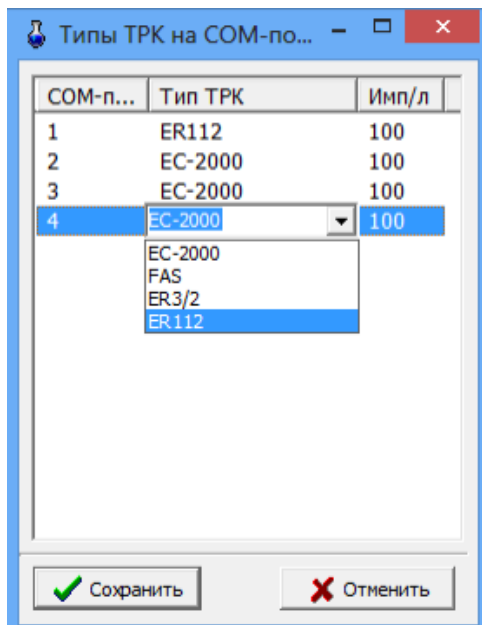 Типы ТРК на COM-по...
COM-п... Тип ТРК Имп/л
1 ER112 100
2 EC-2000 100
3 EC-2000 100
4 EC-2000 100
EC-2000
FAS
ER3/2
ER112
Сохранить Отменить